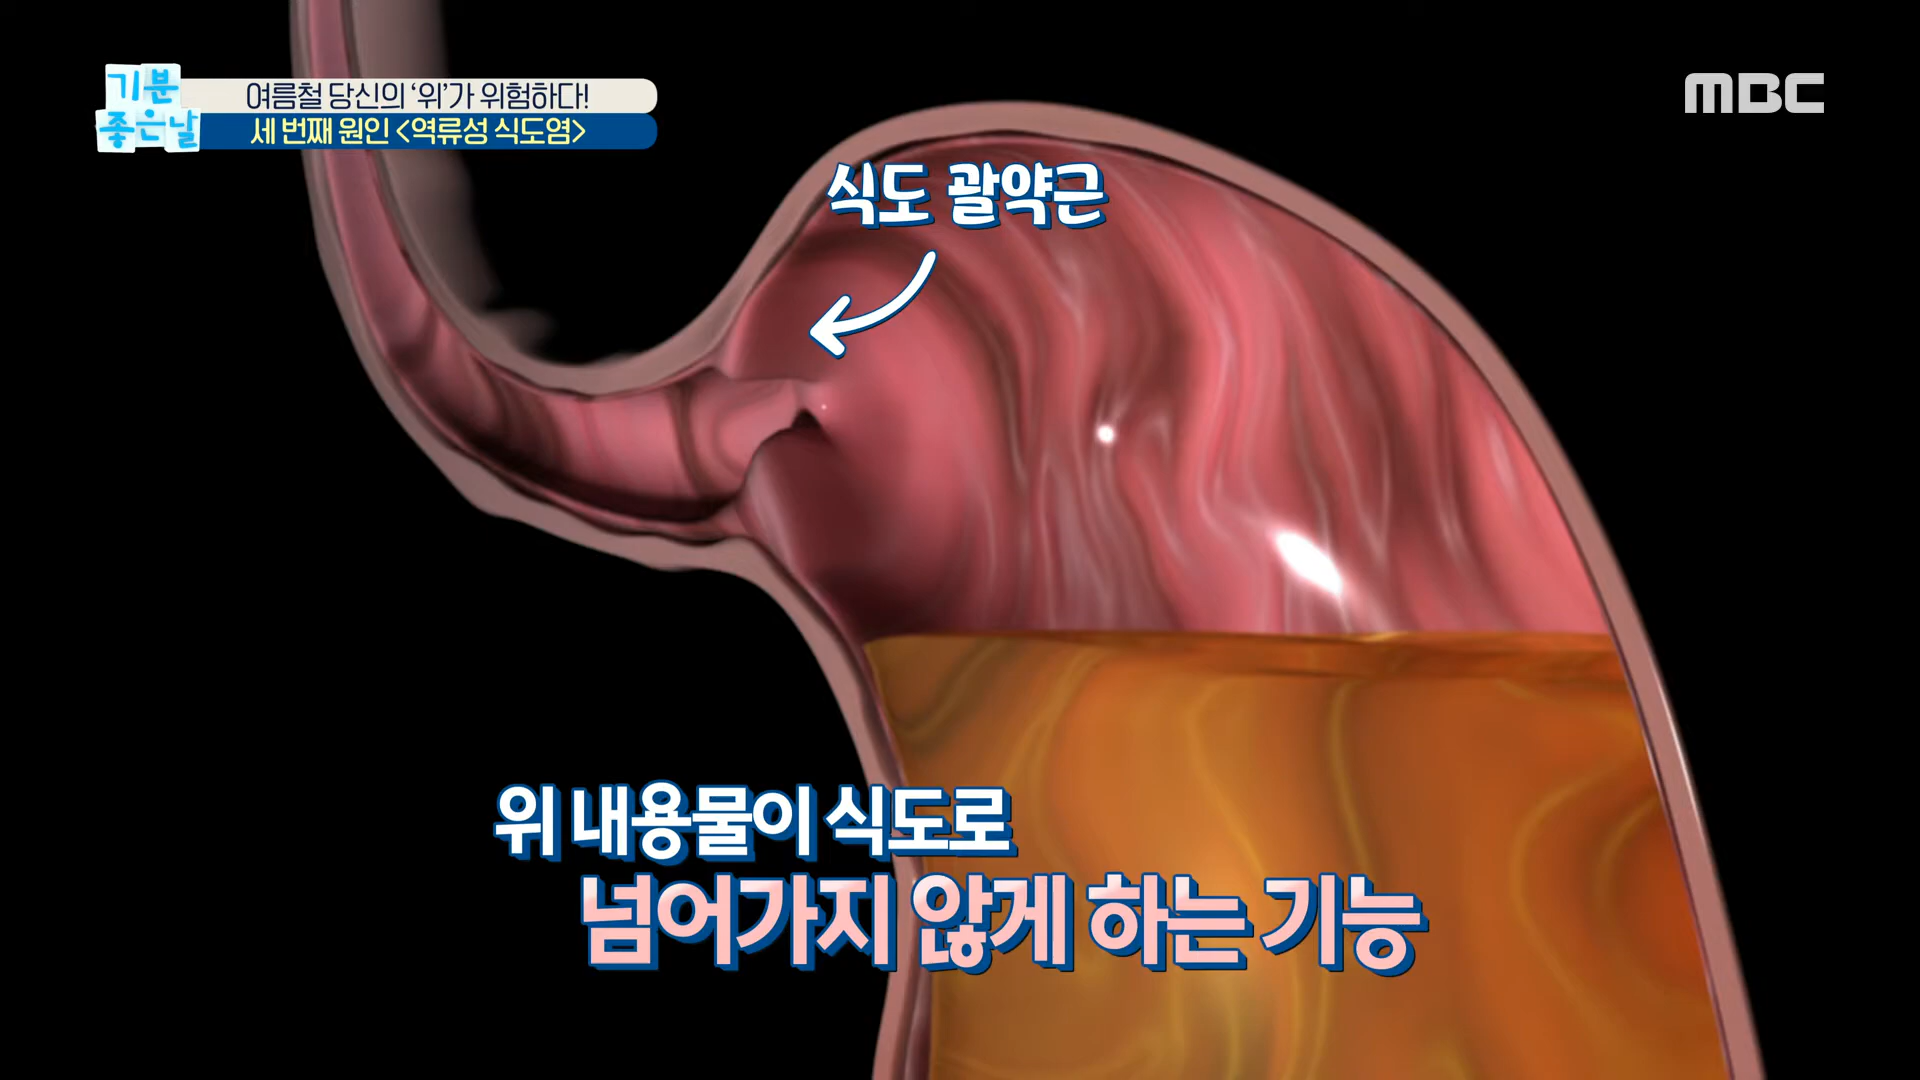 기분
좋은날
여름철 당신의 ‘위’가 위험하다!
세 번째 원인 <역류성 식도염>
MBC
식도 괄약근
위 내용물이 식도로
넘어가지 않게 하는 기능